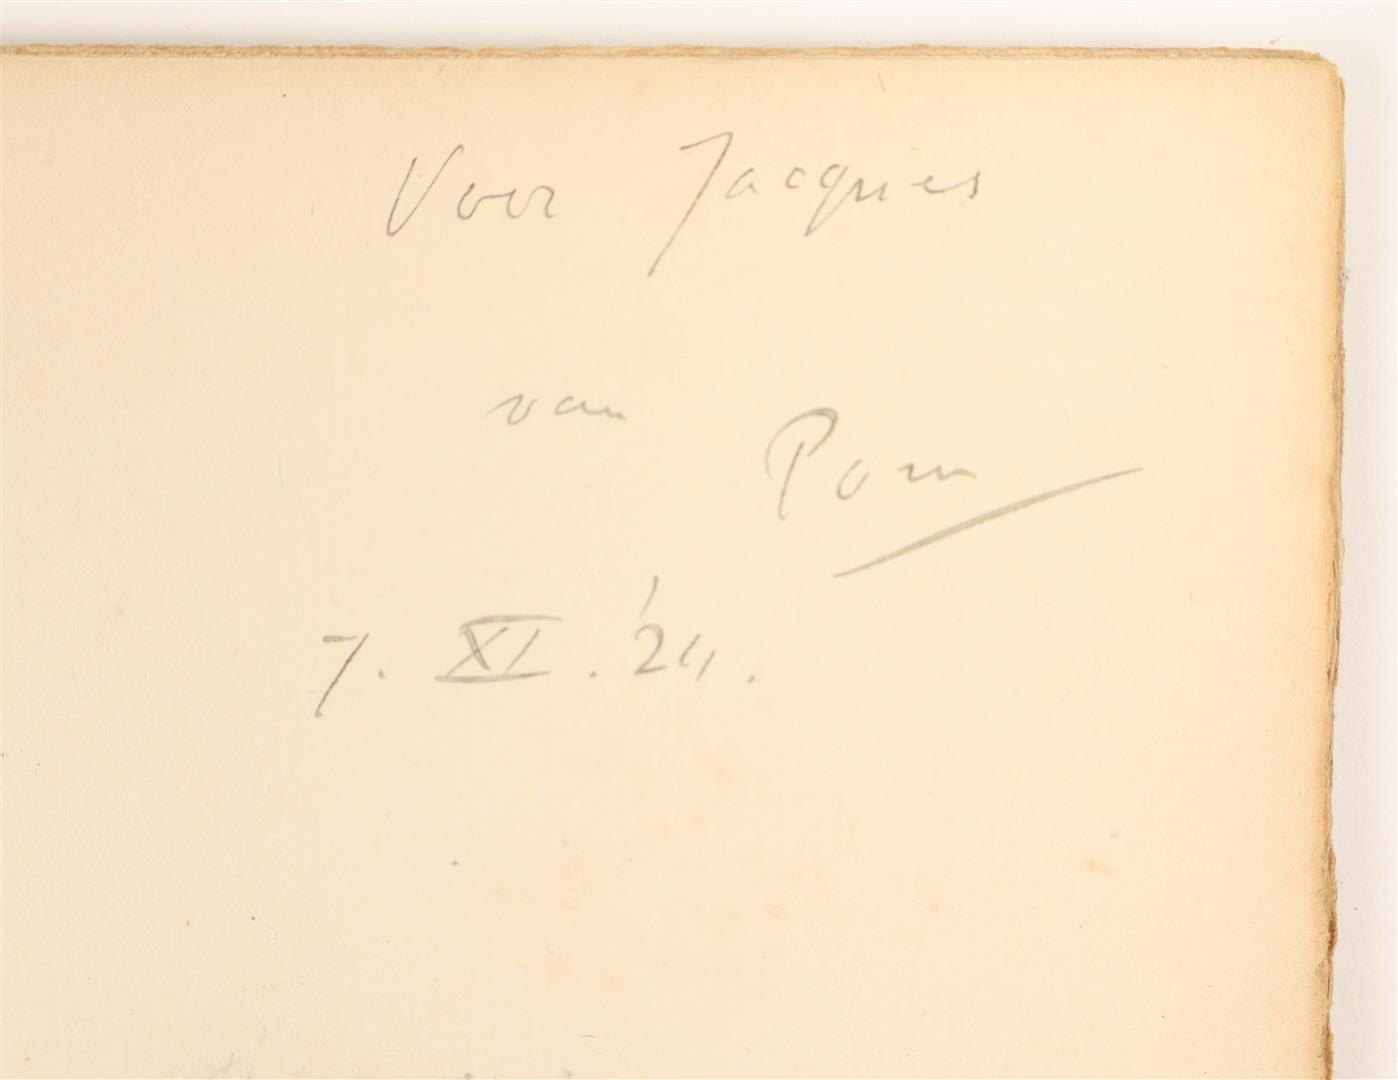 Voor Jacques
van Pom
7. XI. '24.